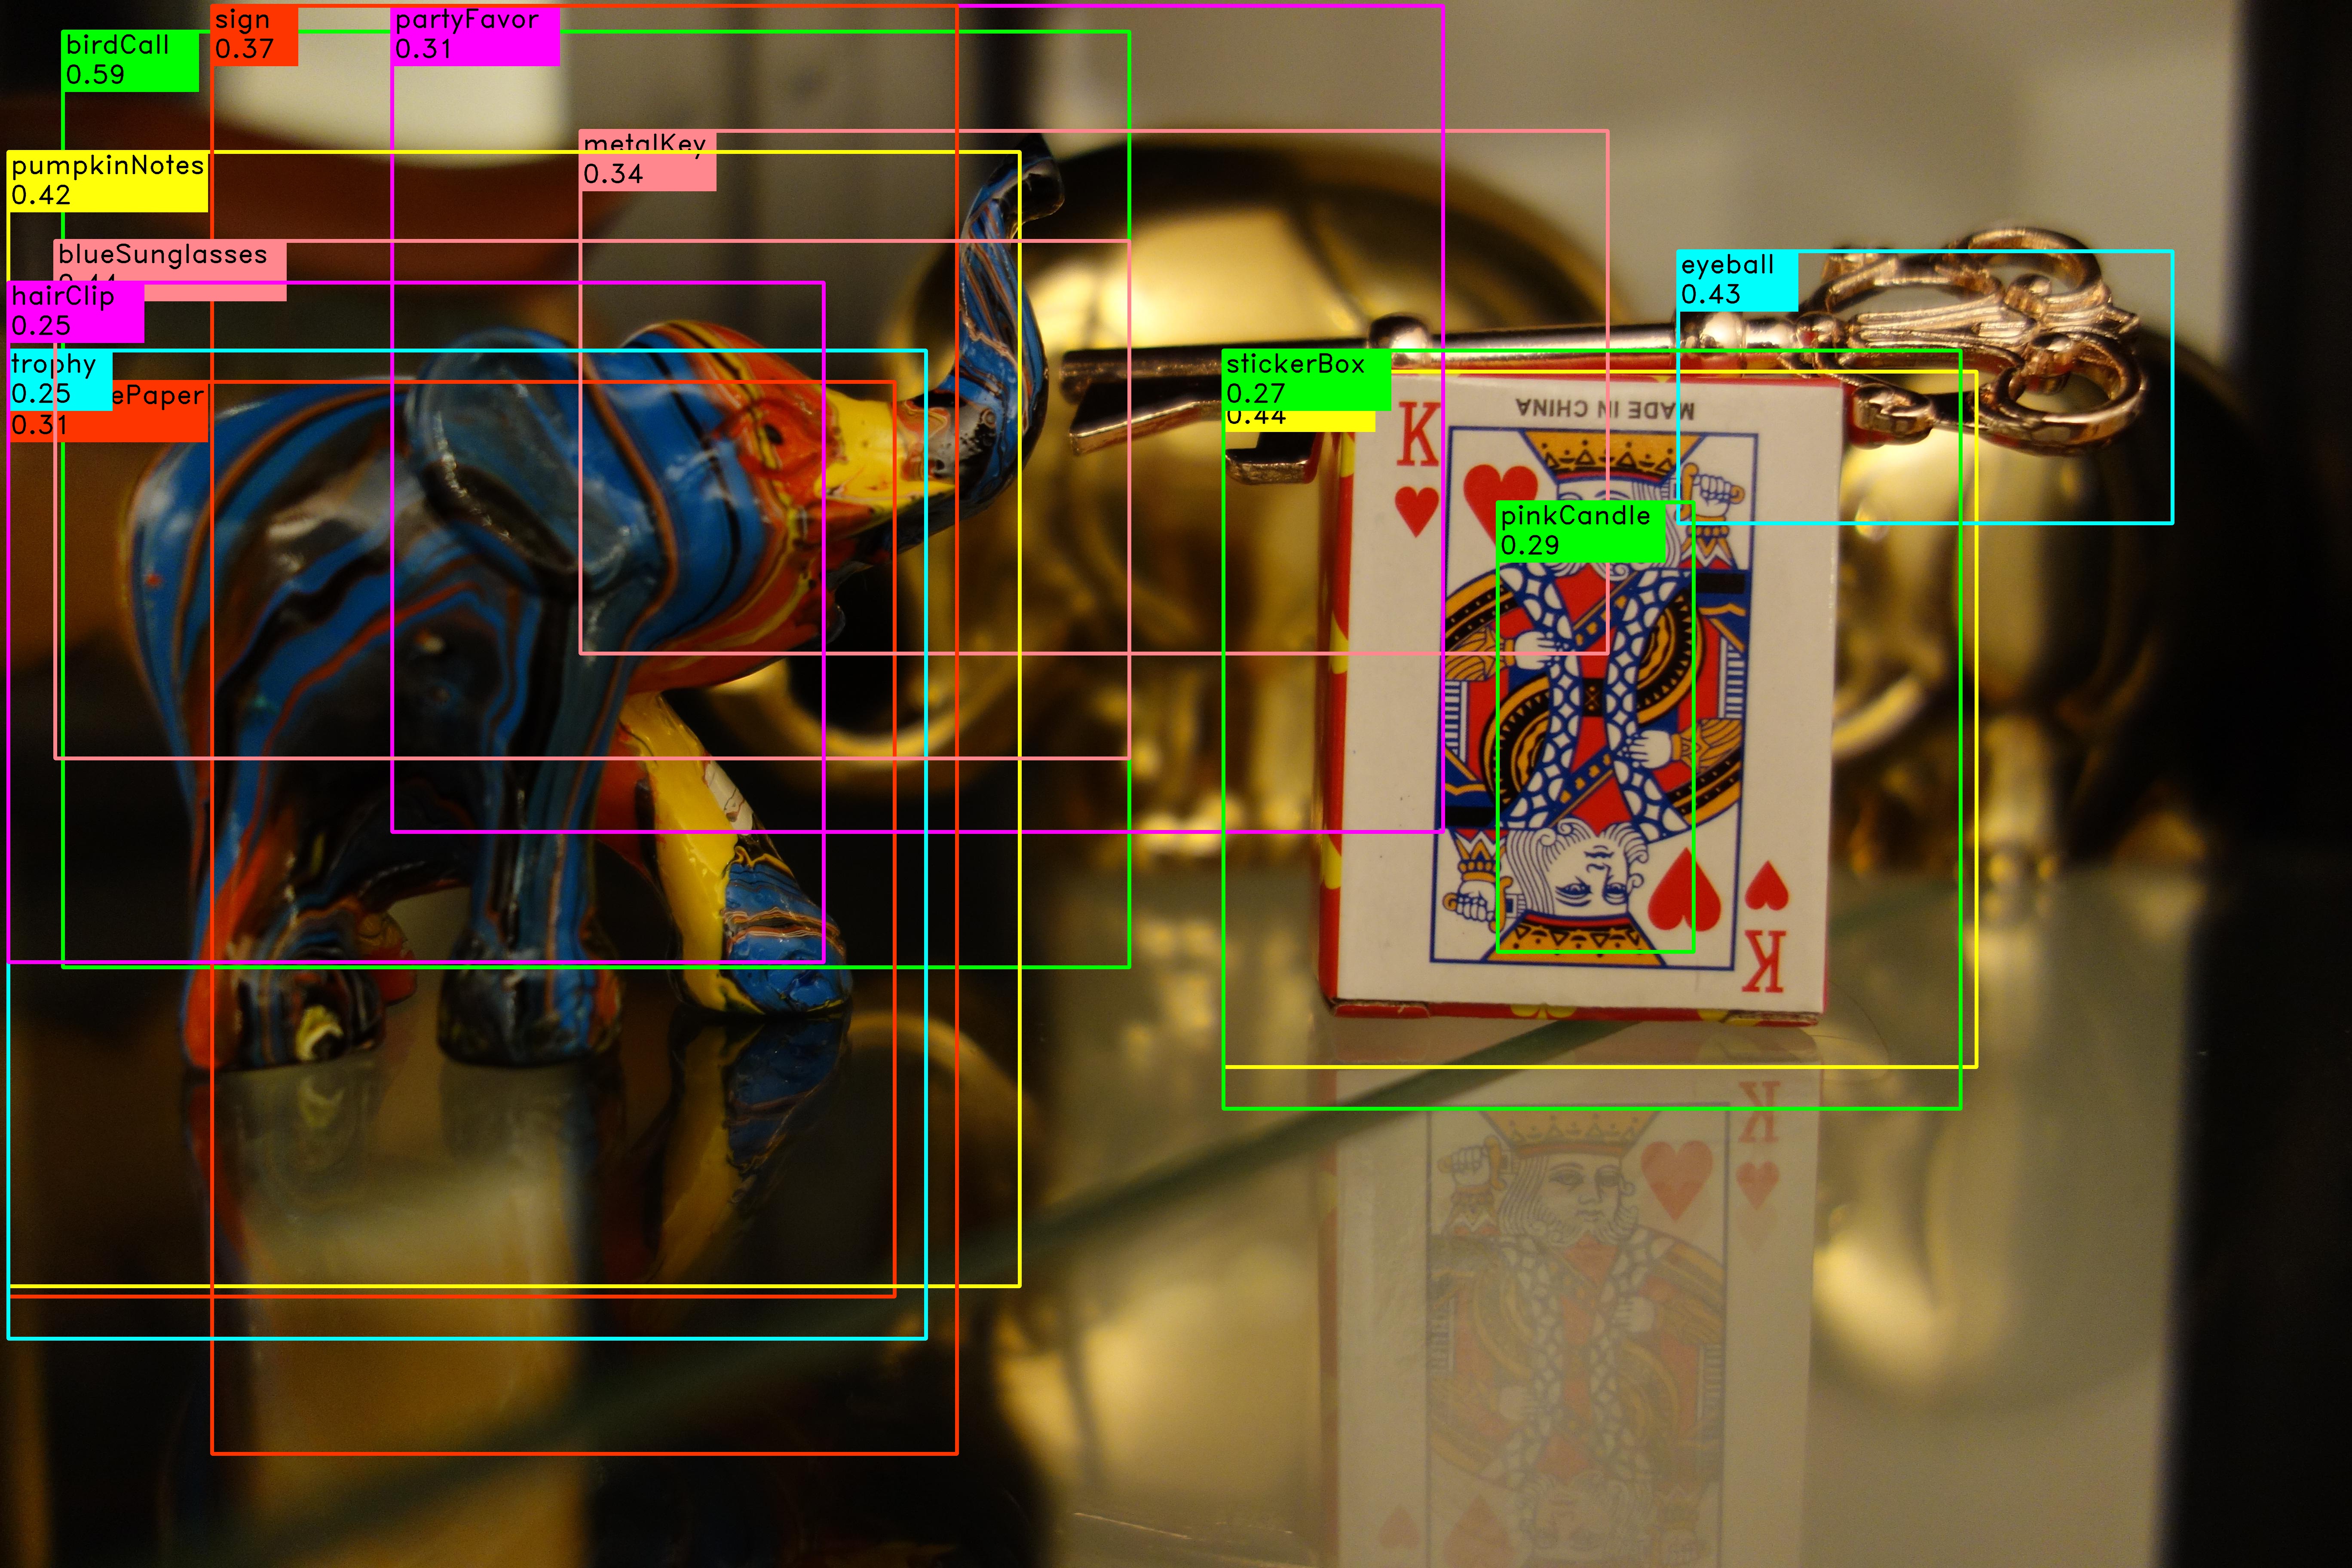 sign
0.37
partyFavor
0.31
birdCall
0.59
metalKey
0.34
pumpkinNotes
0.42
blueSunglasses
0.44
hairClip
0.25
eyeball
0.43
trophy
0.25
ePaper
0.31
stickerBox
0.27
0.44
K
MADE IN CHINA
pinkCandle
0.29
K
K